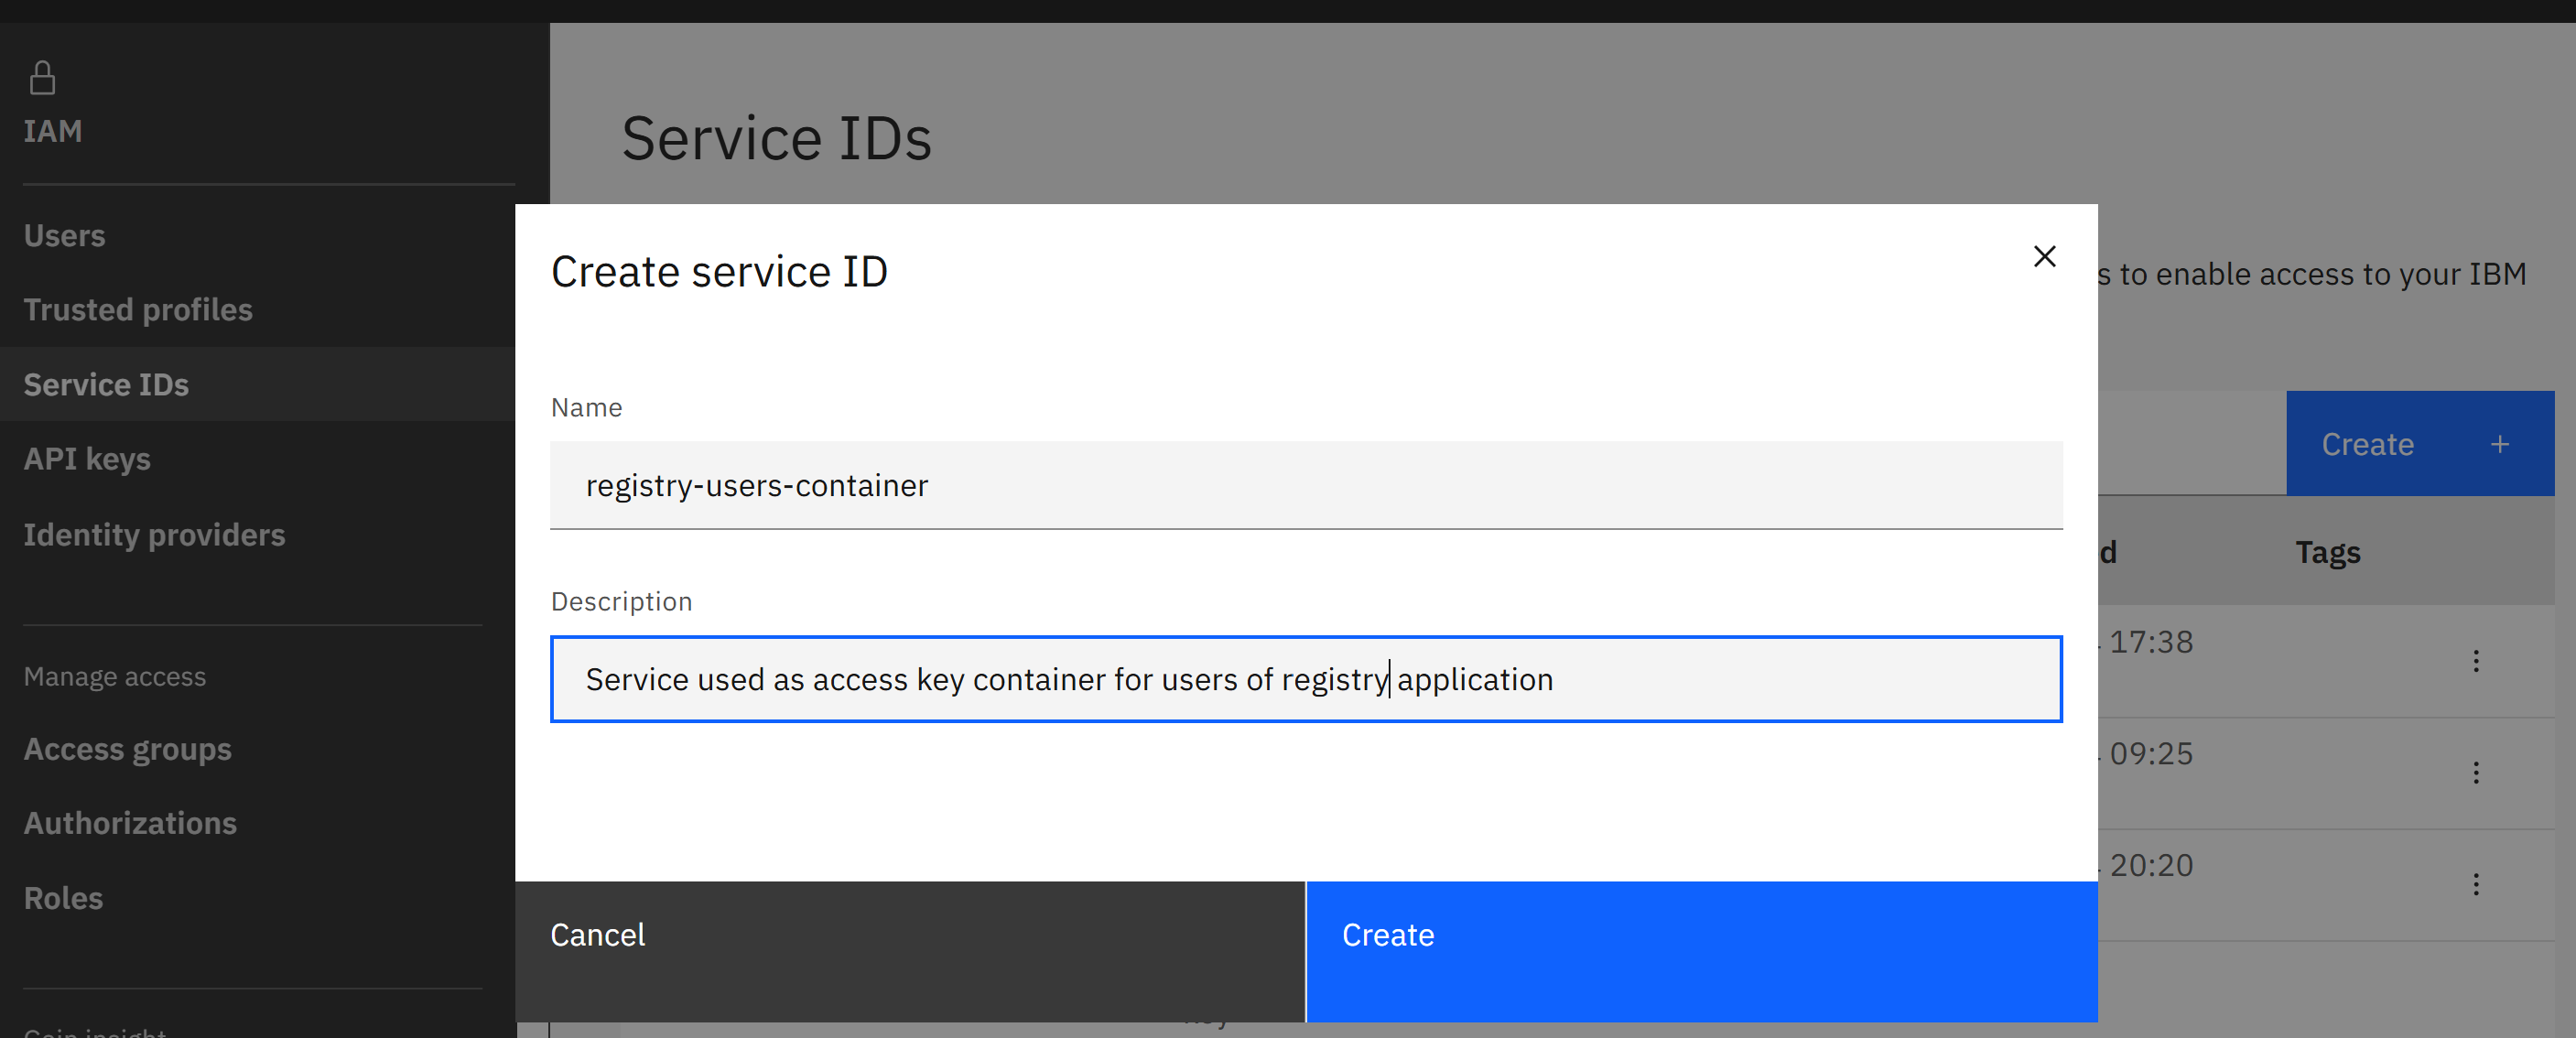 IAM
Users
Trusted profiles
Service IDs
API keys
Identity providers
Manage access
Access groups
Authorizations
Roles
Service IDs
s to enable access to your IBM
Create +
d Tags
17:38
09:25
20:20
Create service ID
Name
registry-users-container
Description
Service used as access key container for users of registry application
Cancel
Create